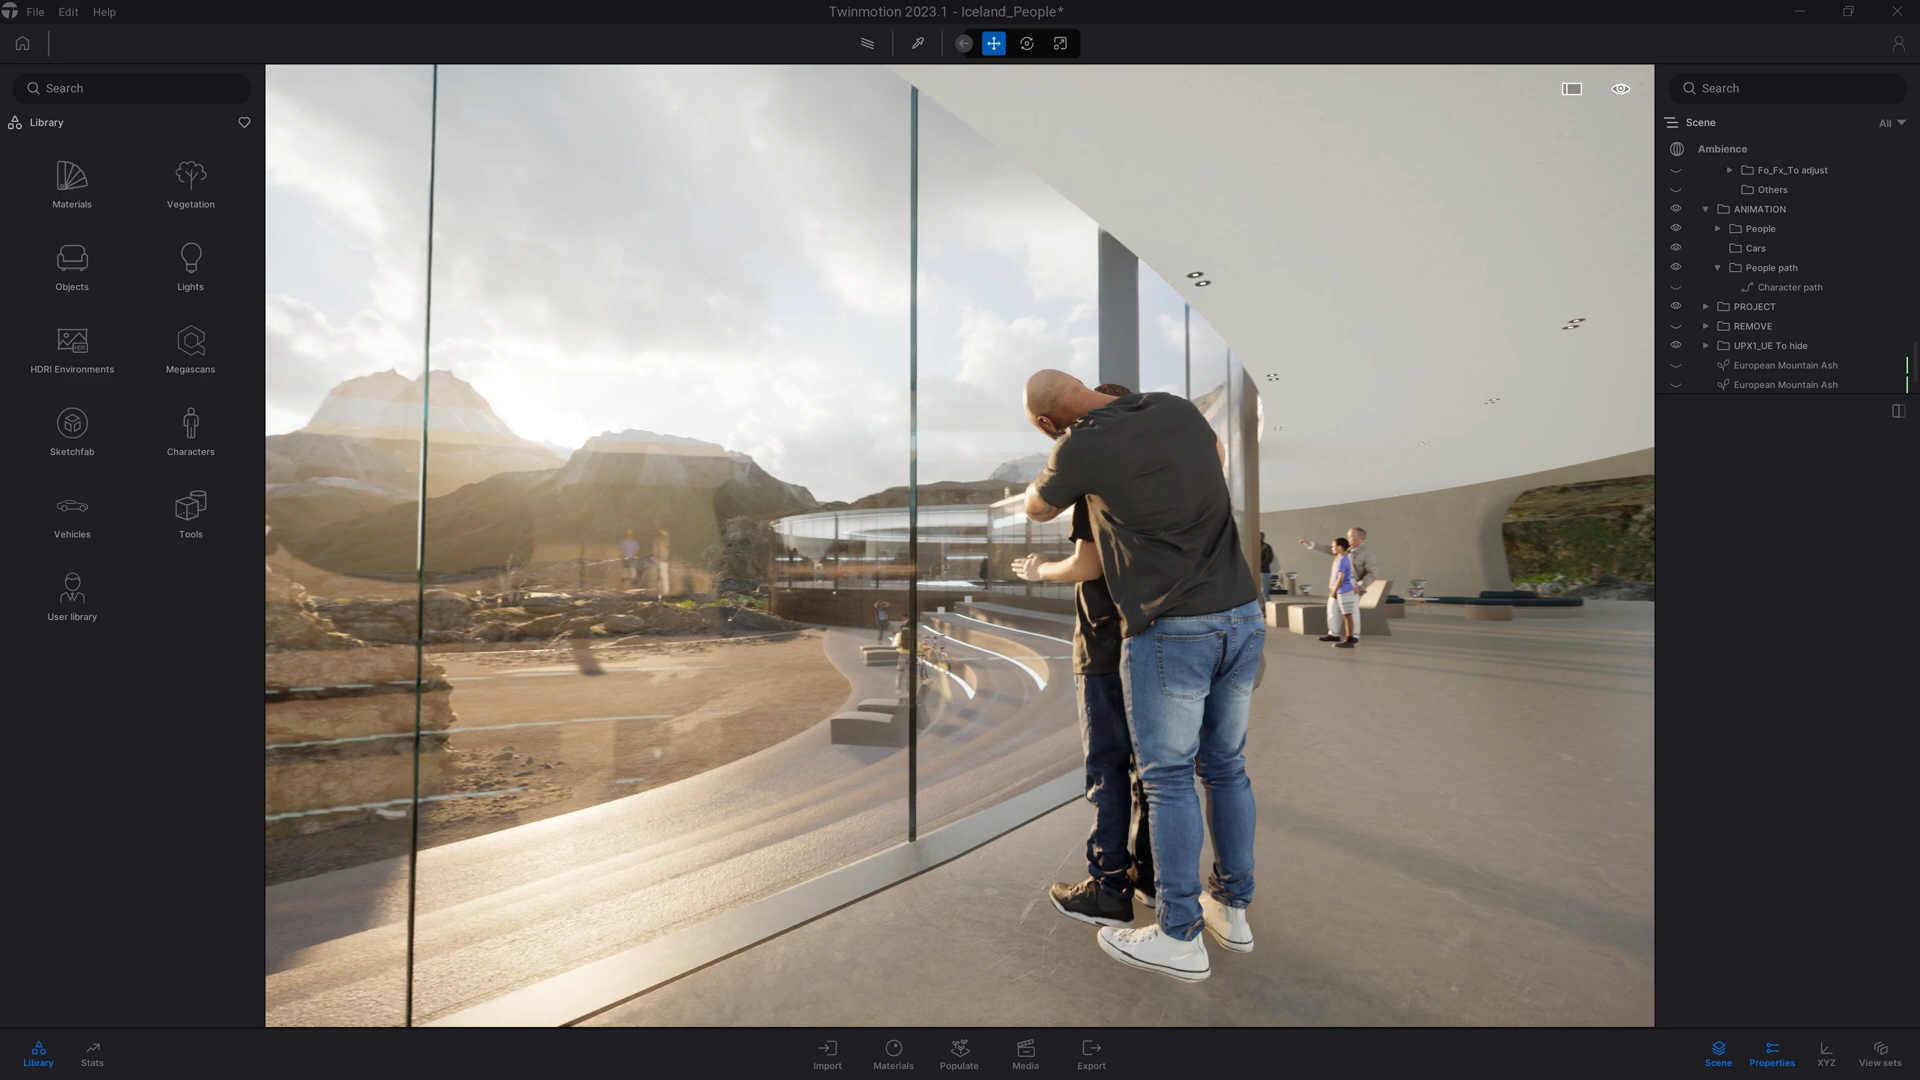 File Edit Help
Twinmotion 2023.1 - Iceland_People*
Search
Library
Materials
Vegetation
Objects
Lights
HDRI Environments
HDRI
Megascans
Sketchfab
Characters
Vehicles
Tools
User library
Search
Scene All
Ambience
Fo_Fx_To adjust
Others
ANIMATION
People
Cars
People path
Character path
PROJECT
REMOVE
UPX1_UE To hide
European Mountain Ash
European Mountain Ash
Library
Stats
Import
Materials
Populate
Media
Export
Scene
Properties
XYZ
View sets